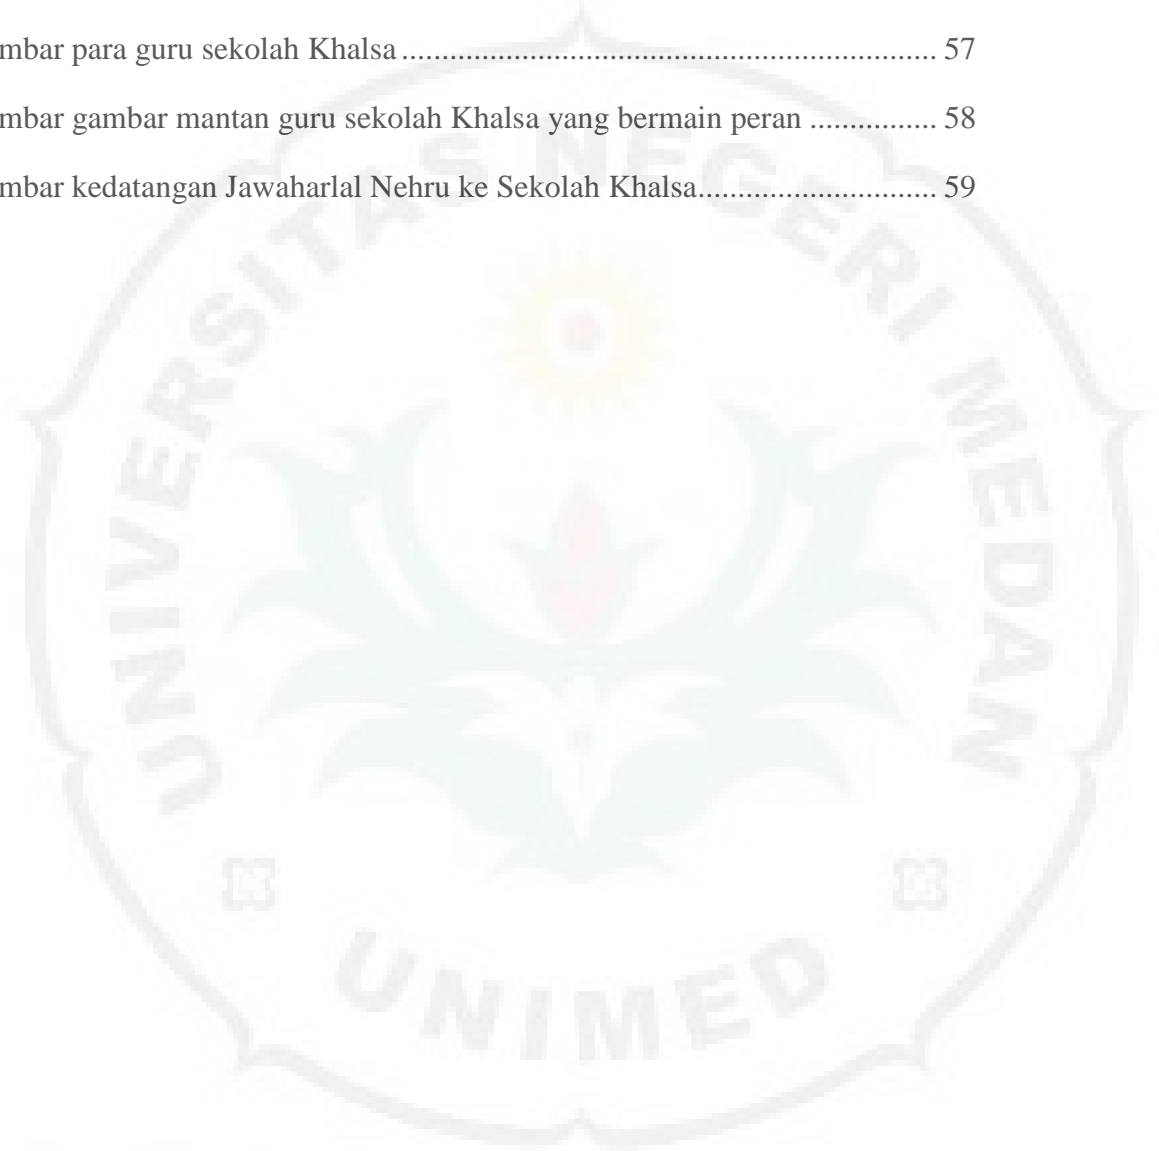 mbar para guru sekolah Khalsa .................................................................. 57
mbar gambar mantan guru sekolah Khalsa yang bermain peran ................ 58
mbar kedatangan Jawaharlal Nehru ke Sekolah Khalsa.............................. 59
UNIVERSITAS NEGERI MEDAN
UNIMED